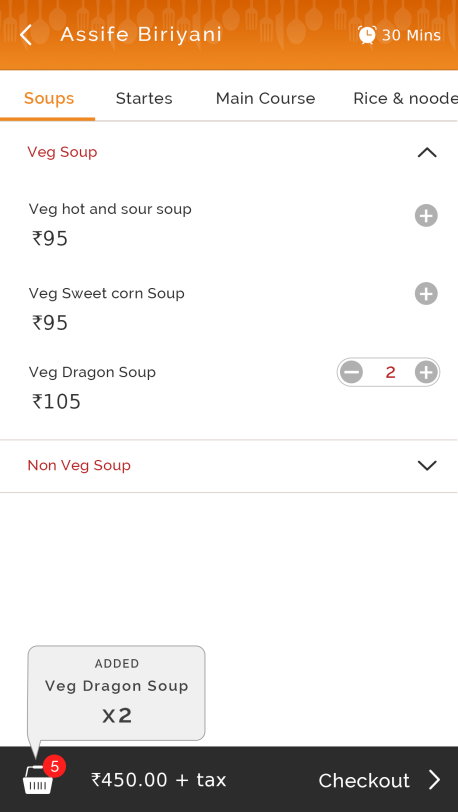 Assife Biriyani
30 Mins
Soups Startes Main Course Rice & noode
Veg Soup
Veg hot and sour soup
₹95
Veg Sweet corn Soup
₹95
Veg Dragon Soup
2
₹105
Non Veg Soup
ADDED
Veg Dragon Soup
x2
5
₹450.00 + tax
Checkout